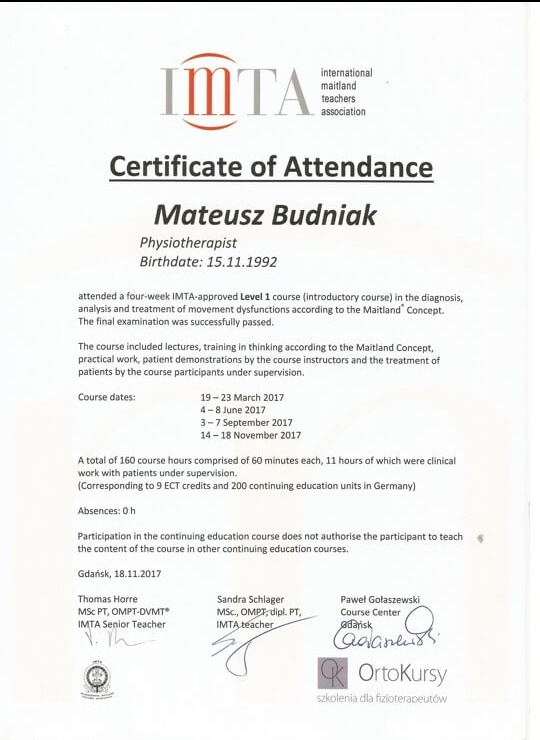 IMTA
international
maitland
teachers
association
Certificate of Attendance
Mateusz Budniak
Physiotherapist
Birthdate: 15.11.1992
attended a four-week IMTA-approved Level 1 course (introductory course) in the diagnosis,
analysis and treatment of movement dysfunctions according to the Maitland® Concept.
The final examination was successfully passed.
The course included lectures, training in thinking according to the Maitland Concept,
practical work, patient demonstrations by the course instructors and the treatment of
patients by the course participants under supervision.
Course dates: 19 – 23 March 2017
4 – 8 June 2017
3 – 7 September 2017
14 – 18 November 2017
A total of 160 course hours comprised of 60 minutes each, 11 hours of which were clinical
work with patients under supervision.
(Corresponding to 9 ECT credits and 200 continuing education units in Germany)
Absences: 0 h
Participation in the continuing education course does not authorise the participant to teach
the content of the course in other continuing education courses.
Gdańsk, 18.11.2017
Thomas Horre
MSc PT, OMPT-DVMT®
IMTA Senior Teacher
Sandra Schlager
MSc., OMPT, dipl. PT,
IMTA teacher
Paweł Gołaszewski
Course Center
Gdańsk
IMTA
OK OrtoKursy
szkolenia dla fizjoterapeutów